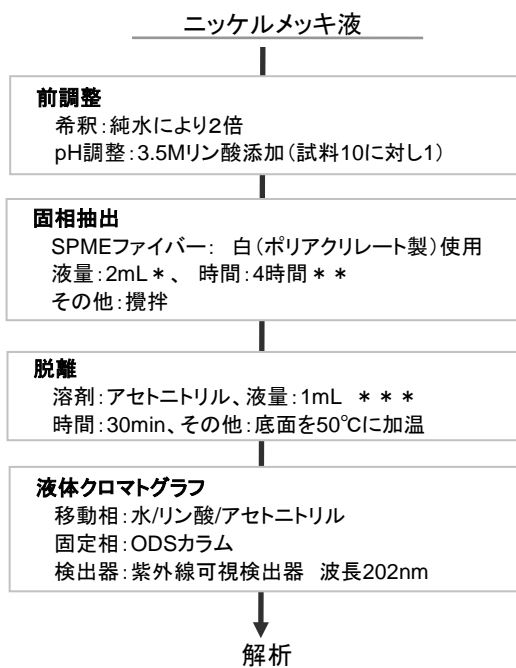 ニッケルメッキ液
前調整
希釈：純水により2倍
pH調整：3.5Mリン酸添加（試料10に対し1）
固相抽出
SPMEファイバー：　白（ポリアクリレート製）使用
液量：2mL＊、　時間：4時間＊＊
その他：攪拌
脱離
溶剤：アセトニトリル、液量：1mL　＊＊＊
時間：30min、その他：底面を50℃に加温
液体クロマトグラフ
移動相：水/リン酸/アセトニトリル
固定相：ODSカラム
検出器：紫外線可視検出器　波長202nm
解析